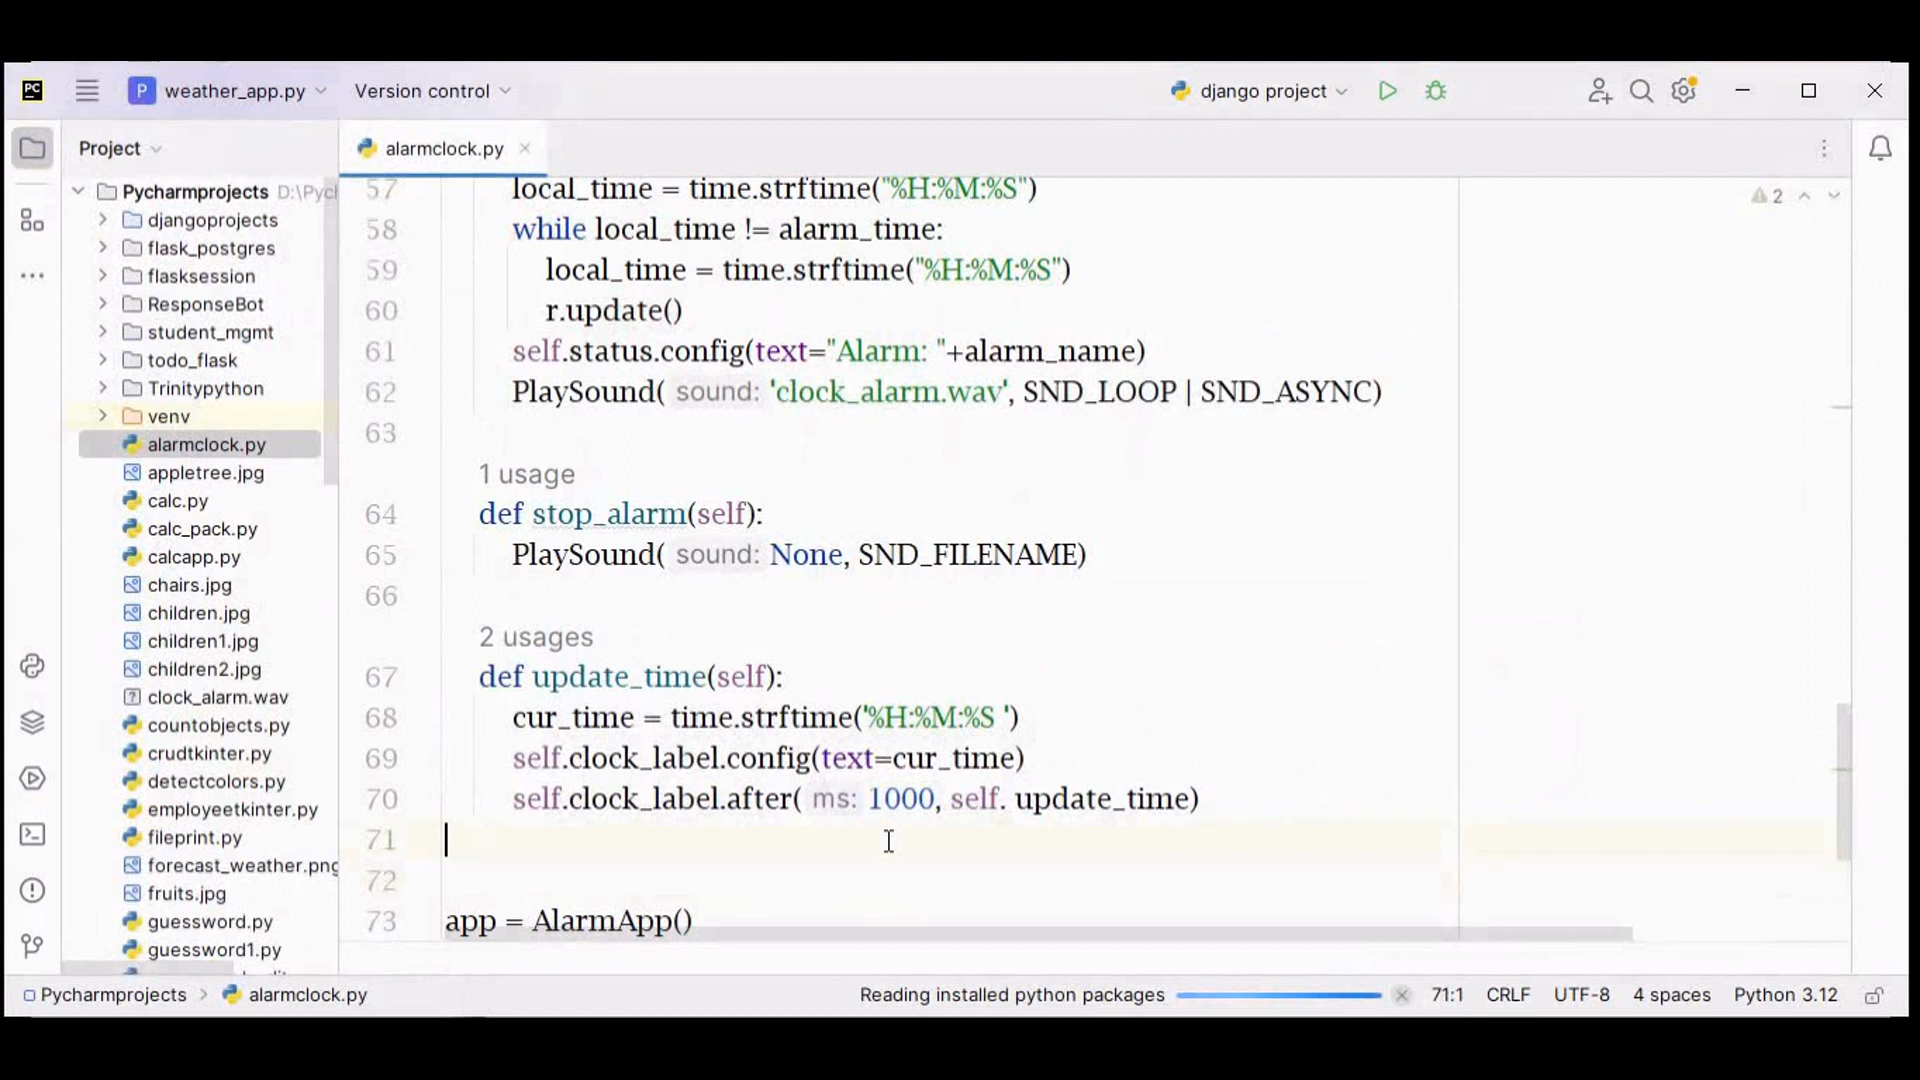 PC
P weather_app.py
Version control
django project
Project
alarmclock.py
Pycharmprojects D:\Pycl
djangoprojects
flask_postgres
flasksession
ResponseBot
student_mgmt
todo_flask
Trinitypython
venv
alarmclock.py
appletree.jpg
calc.py
calc_pack.py
calcapp.py
chairs.jpg
children.jpg
children1.jpg
children2.jpg
clock_alarm.wav
countobjects.py
crudtkinter.py
detectcolors.py
employeetkinter.py
fileprint.py
forecast_weather.png
fruits.jpg
guessword.py
guessword1.py
2
57 local_time = time.strftime("%H:%M:%S")
58 while local_time != alarm_time:
59 local_time = time.strftime("%H:%M:%S")
60 r.update()
61 self.status.config(text="Alarm: "+alarm_name)
62 PlaySound( sound: 'clock_alarm.wav', SND_LOOP | SND_ASYNC)
63
1 usage
64 def stop_alarm(self):
65 PlaySound( sound: None, SND_FILENAME)
66
2 usages
67 def update_time(self):
68 cur_time = time.strftime('%H:%M:%S ')
69 self.clock_label.config(text=cur_time)
70 self.clock_label.after( ms: 1000, self. update_time)
71
72
73 app = AlarmApp()
Pycharmprojects > alarmclock.py
Reading installed python packages
71:1 CRLF UTF-8 4 spaces Python 3.12